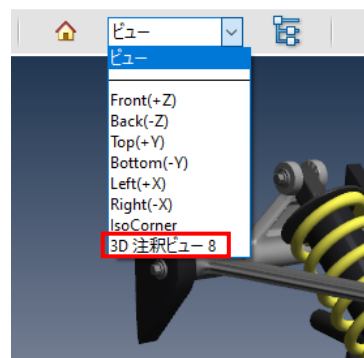 ビュー
ビュー
Front(+Z)
Back(-Z)
Top(+Y)
Bottom(-Y)
Left(+X)
Right(-X)
IsoCorner
3D 注釈ビュー 8